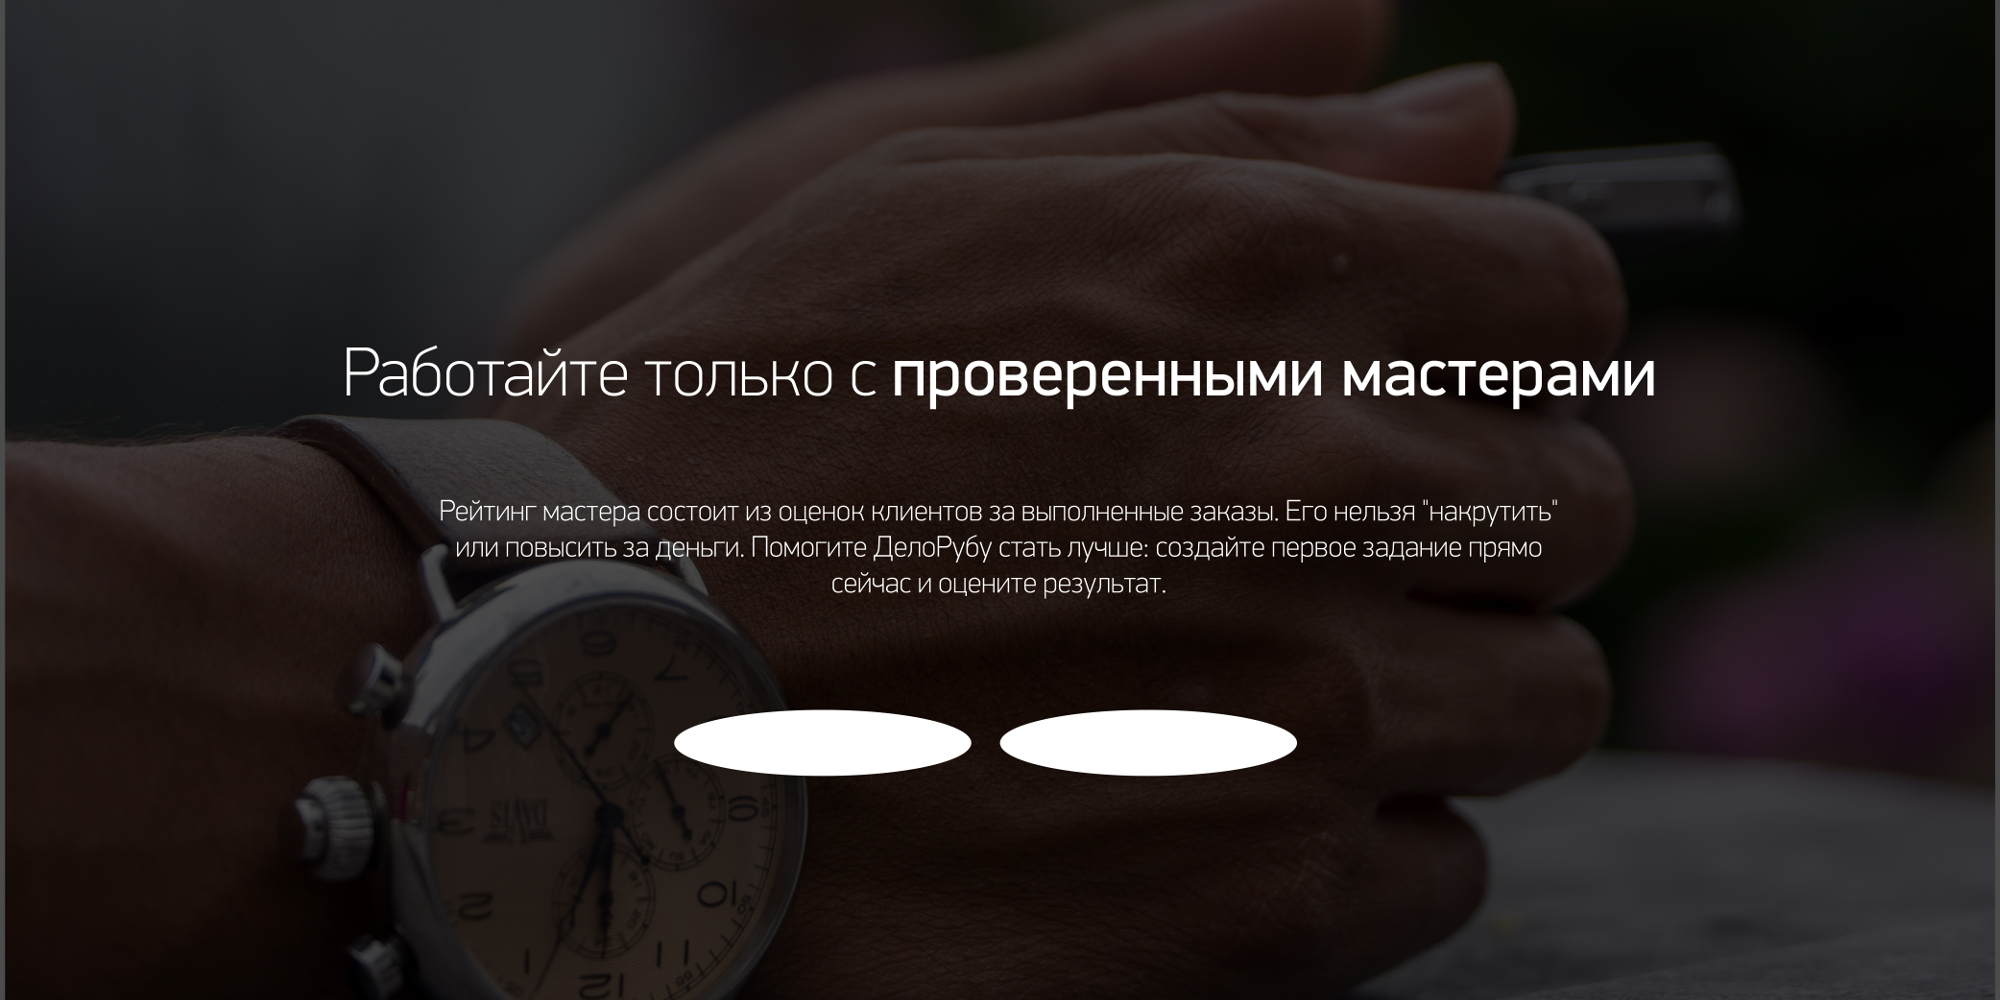 Работайте только с проверенными мастерами
Рейтинг мастера состоит из оценок клиентов за выполненные заказы. Его нельзя "накрутить"
или повысить за деньги. Помогите ДелоРубу стать лучше: создайте первое задание прямо
сейчас и оцените результат.